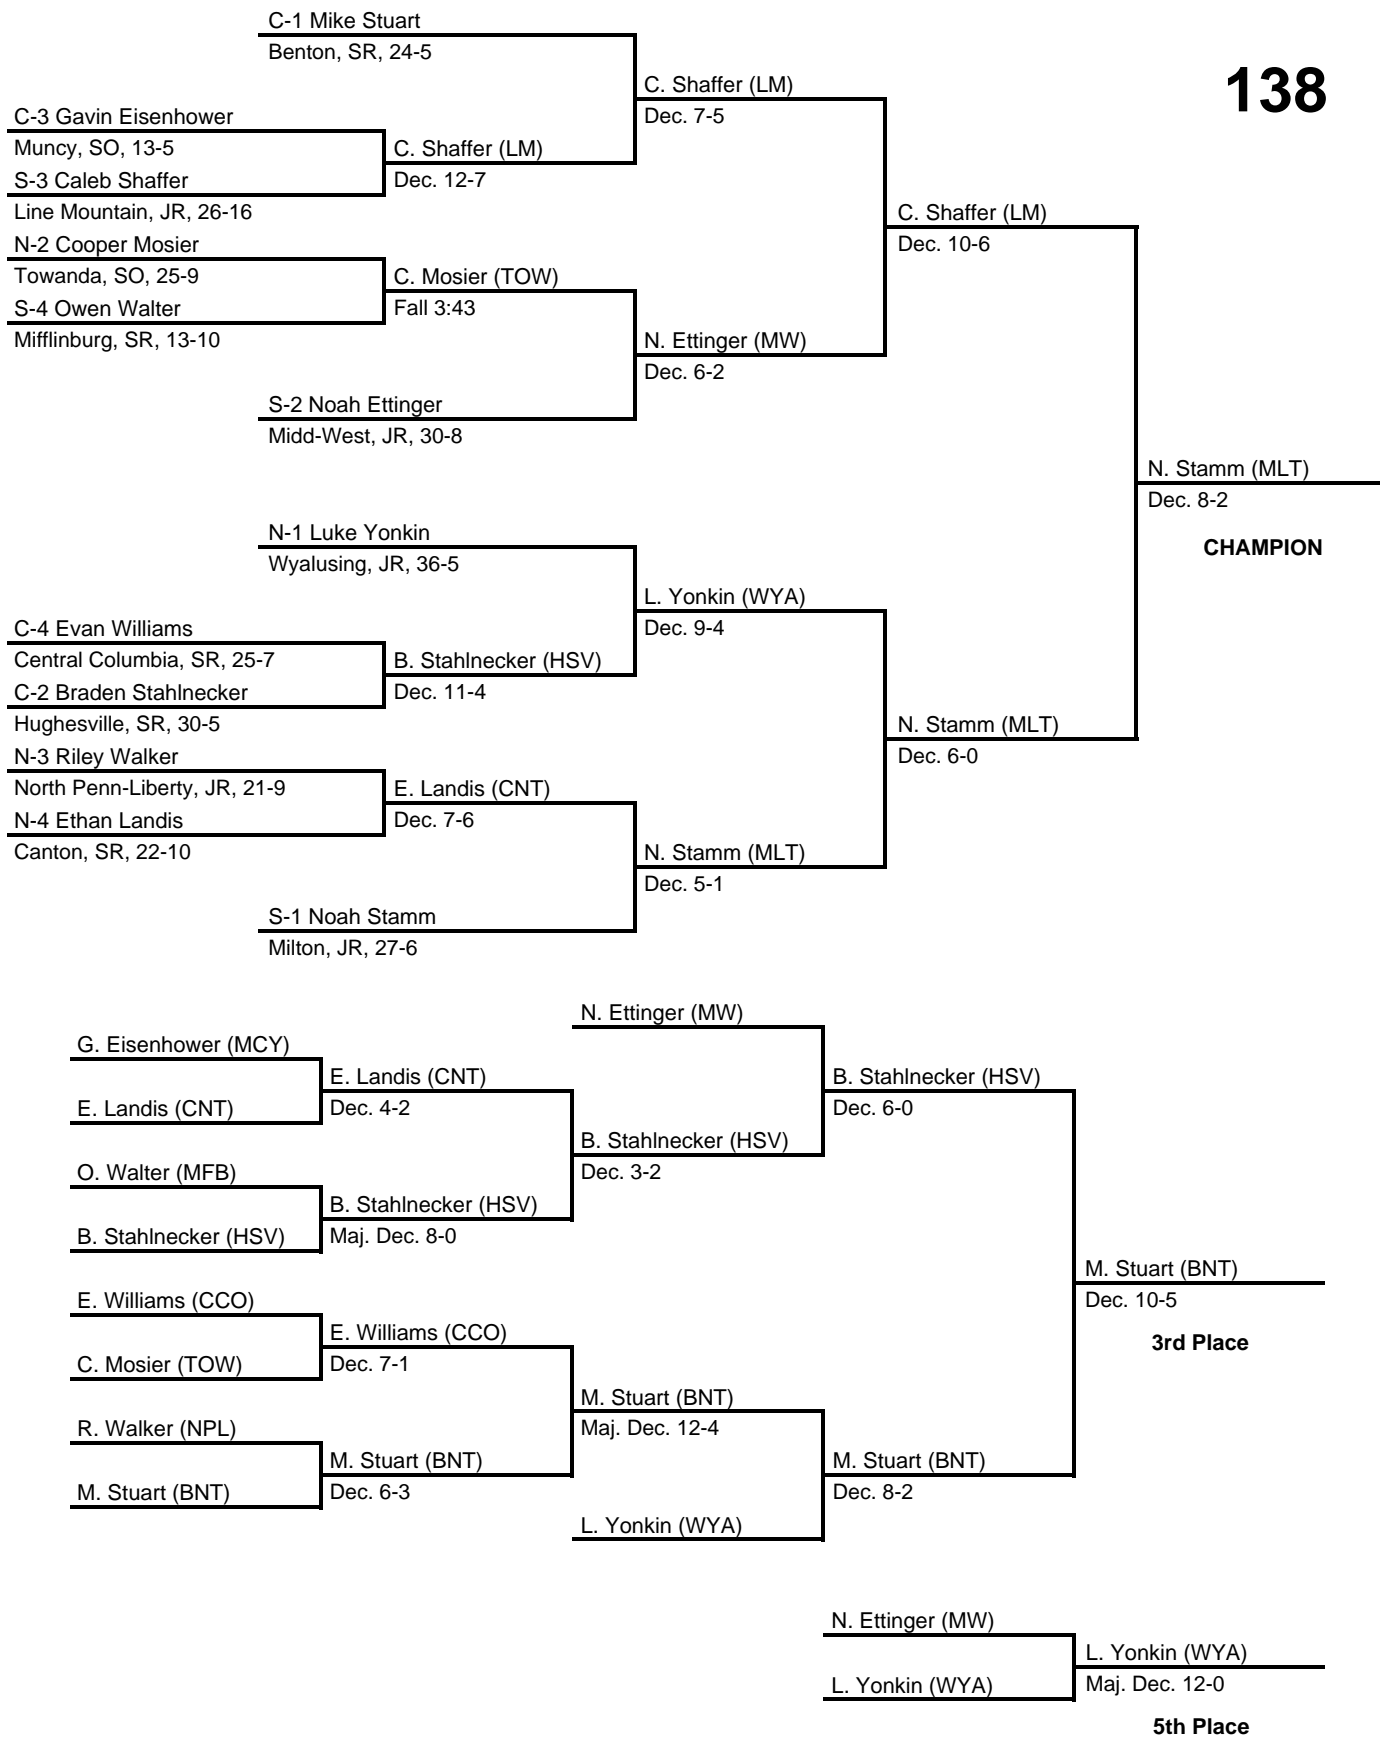 C-1 Mike Stuart
Benton, SR, 24-5
138
C. Shaffer (LM)
Dec. 7-5
C-3 Gavin Eisenhower
Muncy, SO, 13-5
C. Shaffer (LM)
Dec. 12-7
S-3 Caleb Shaffer
Line Mountain, JR, 26-16
C. Shaffer (LM)
Dec. 10-6
N-2 Cooper Mosier
Towanda, SO, 25-9
C. Mosier (TOW)
Fall 3:43
S-4 Owen Walter
Mifflinburg, SR, 13-10
N. Ettinger (MW)
Dec. 6-2
S-2 Noah Ettinger
Midd-West, JR, 30-8
N. Stamm (MLT)
Dec. 8-2
CHAMPION
N-1 Luke Yonkin
Wyalusing, JR, 36-5
L. Yonkin (WYA)
Dec. 9-4
C-4 Evan Williams
Central Columbia, SR, 25-7
B. Stahlnecker (HSV)
Dec. 11-4
C-2 Braden Stahlnecker
Hughesville, SR, 30-5
N. Stamm (MLT)
Dec. 6-0
N-3 Riley Walker
North Penn-Liberty, JR, 21-9
E. Landis (CNT)
Dec. 7-6
N-4 Ethan Landis
Canton, SR, 22-10
N. Stamm (MLT)
Dec. 5-1
S-1 Noah Stamm
Milton, JR, 27-6
N. Ettinger (MW)
G. Eisenhower (MCY)
E. Landis (CNT)
Dec. 4-2
E. Landis (CNT)
B. Stahlnecker (HSV)
Dec. 6-0
B. Stahlnecker (HSV)
Dec. 3-2
O. Walter (MFB)
B. Stahlnecker (HSV)
Maj. Dec. 8-0
B. Stahlnecker (HSV)
M. Stuart (BNT)
Dec. 10-5
3rd Place
E. Williams (CCO)
E. Williams (CCO)
Dec. 7-1
C. Mosier (TOW)
M. Stuart (BNT)
Maj. Dec. 12-4
R. Walker (NPL)
M. Stuart (BNT)
Dec. 6-3
M. Stuart (BNT)
M. Stuart (BNT)
Dec. 8-2
L. Yonkin (WYA)
N. Ettinger (MW)
L. Yonkin (WYA)
Maj. Dec. 12-0
L. Yonkin (WYA)
5th Place